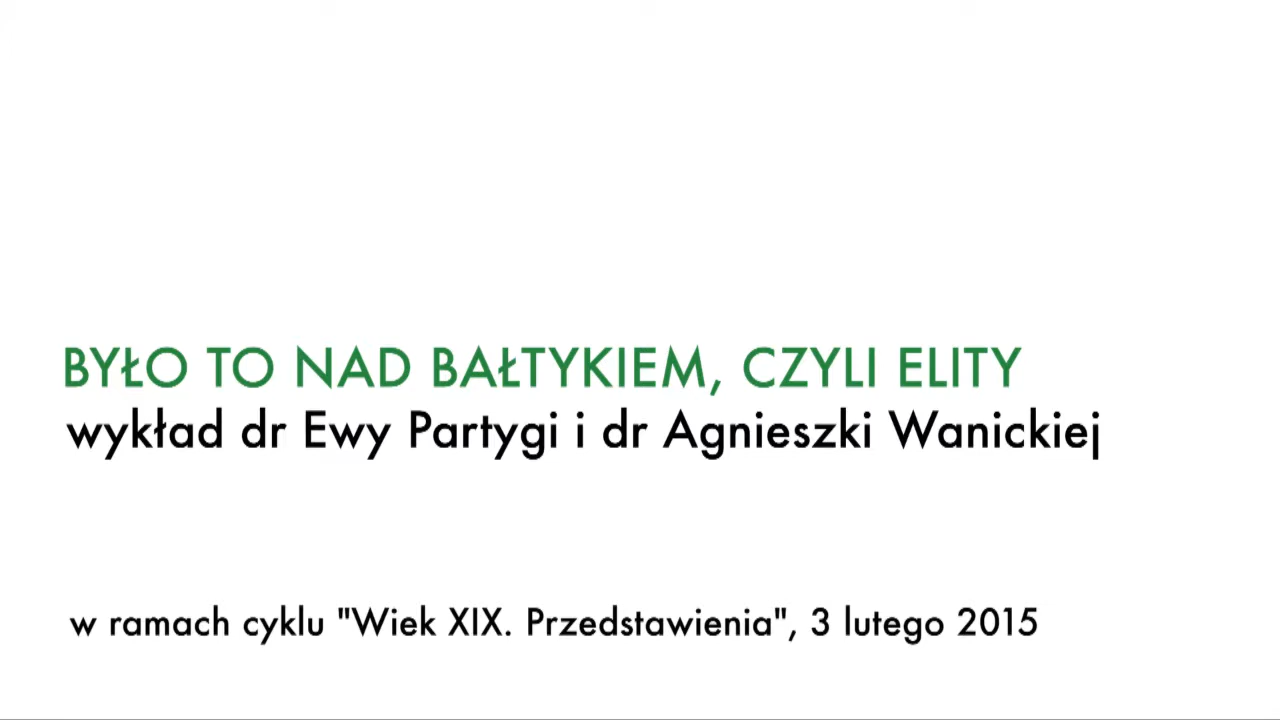 BYŁO TO NAD BAŁTYKIEM, CZYLI ELITY
wykład dr Ewy Partygi i dr Agnieszki Wanickiej
w ramach cyklu "Wiek XIX. Przedstawienia", 3 lutego 2015